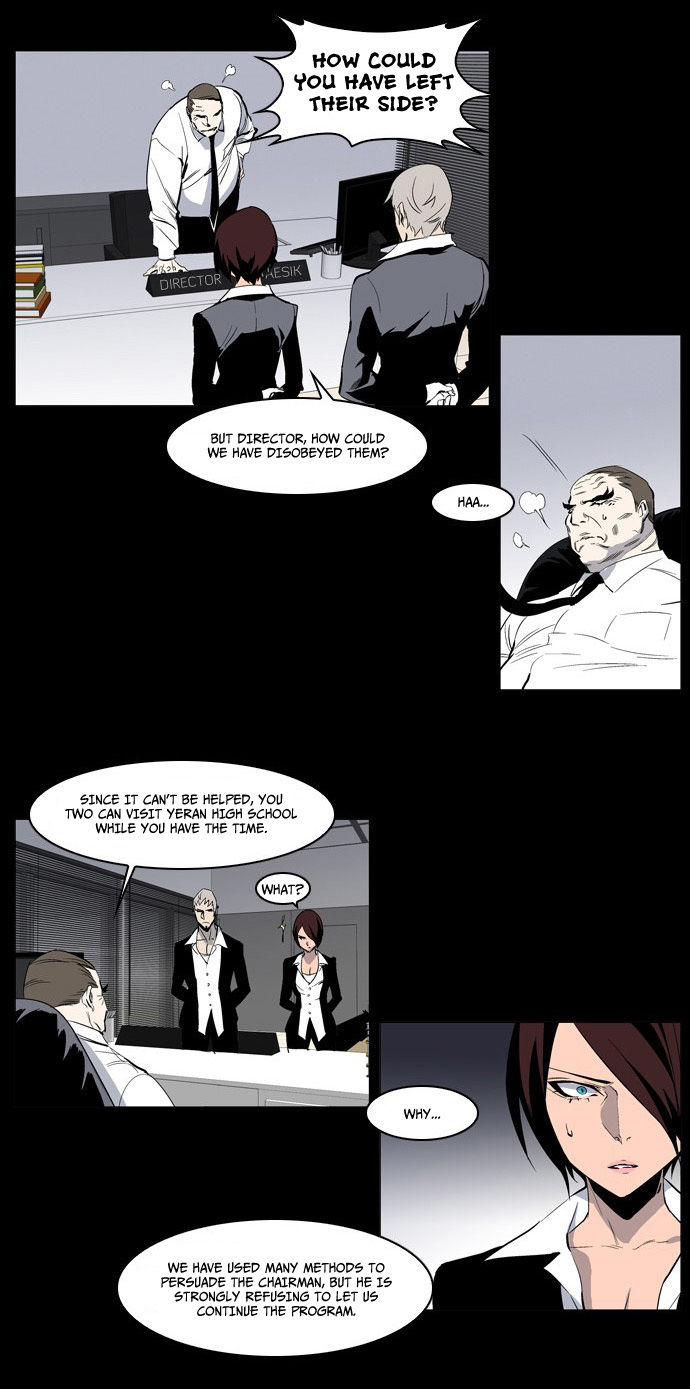 HOW COULD
YOU HAVE LEFT
THEIR SIDE?
DIRECTOR AESIK
BUT DIRECTOR, HOW COULD
WE HAVE DISOBEYED THEM?
HAA...
SINCE IT CAN'T BE HELPED, YOU
TWO CAN VISIT YERAN HIGH SCHOOL
WHILE YOU HAVE THE TIME.
WHAT?
WHY...
WE HAVE USED MANY METHODS TO
PERSUADE THE CHAIRMAN, BUT HE IS
STRONGLY REFUSING TO LET US
CONTINUE THE PROGRAM.